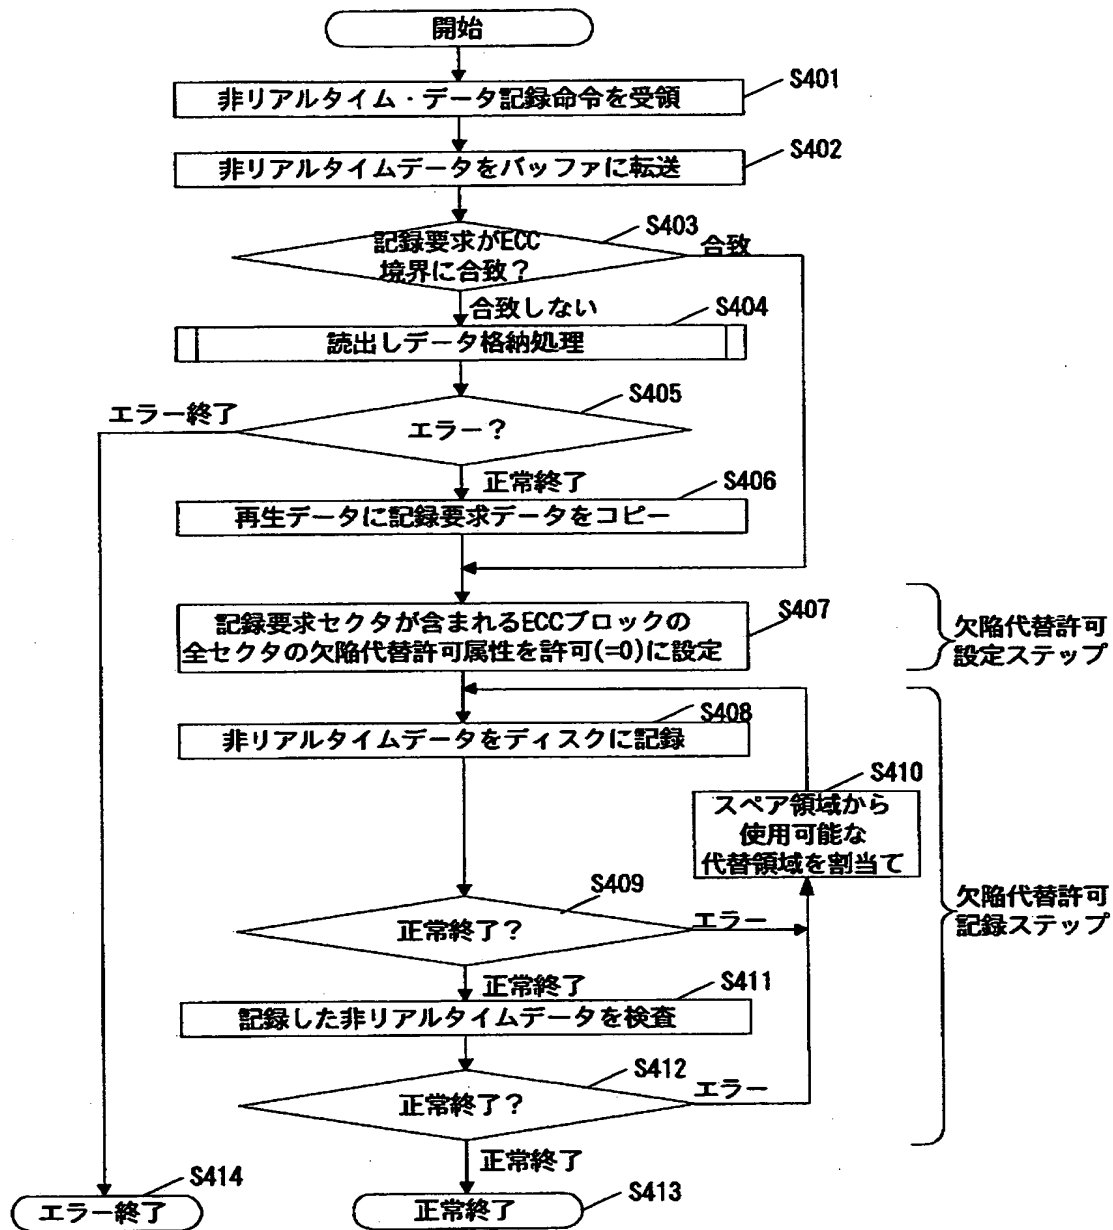 開始
S401
非リアルタイム・データ記録命令を受領
S402
非リアルタイムデータをバッファに転送
S403
記録要求がECC
境界に合致？
合致
合致しない
S404
読出しデータ格納処理
S405
エラー終了
エラー？
正常終了
S406
再生データに記録要求データをコピー
S407
記録要求セクタが含まれるECCブロックの
全セクタの欠陥代替許可属性を許可(=0)に設定
欠陥代替許可
設定ステップ
S408
非リアルタイムデータをディスクに記録
S410
スペア領域から
使用可能な
代替領域を割当て
S409
正常終了？
エラー
欠陥代替許可
記録ステップ
正常終了
S411
記録した非リアルタイムデータを検査
S412
正常終了？
エラー
正常終了
S414
エラー終了
S413
正常終了